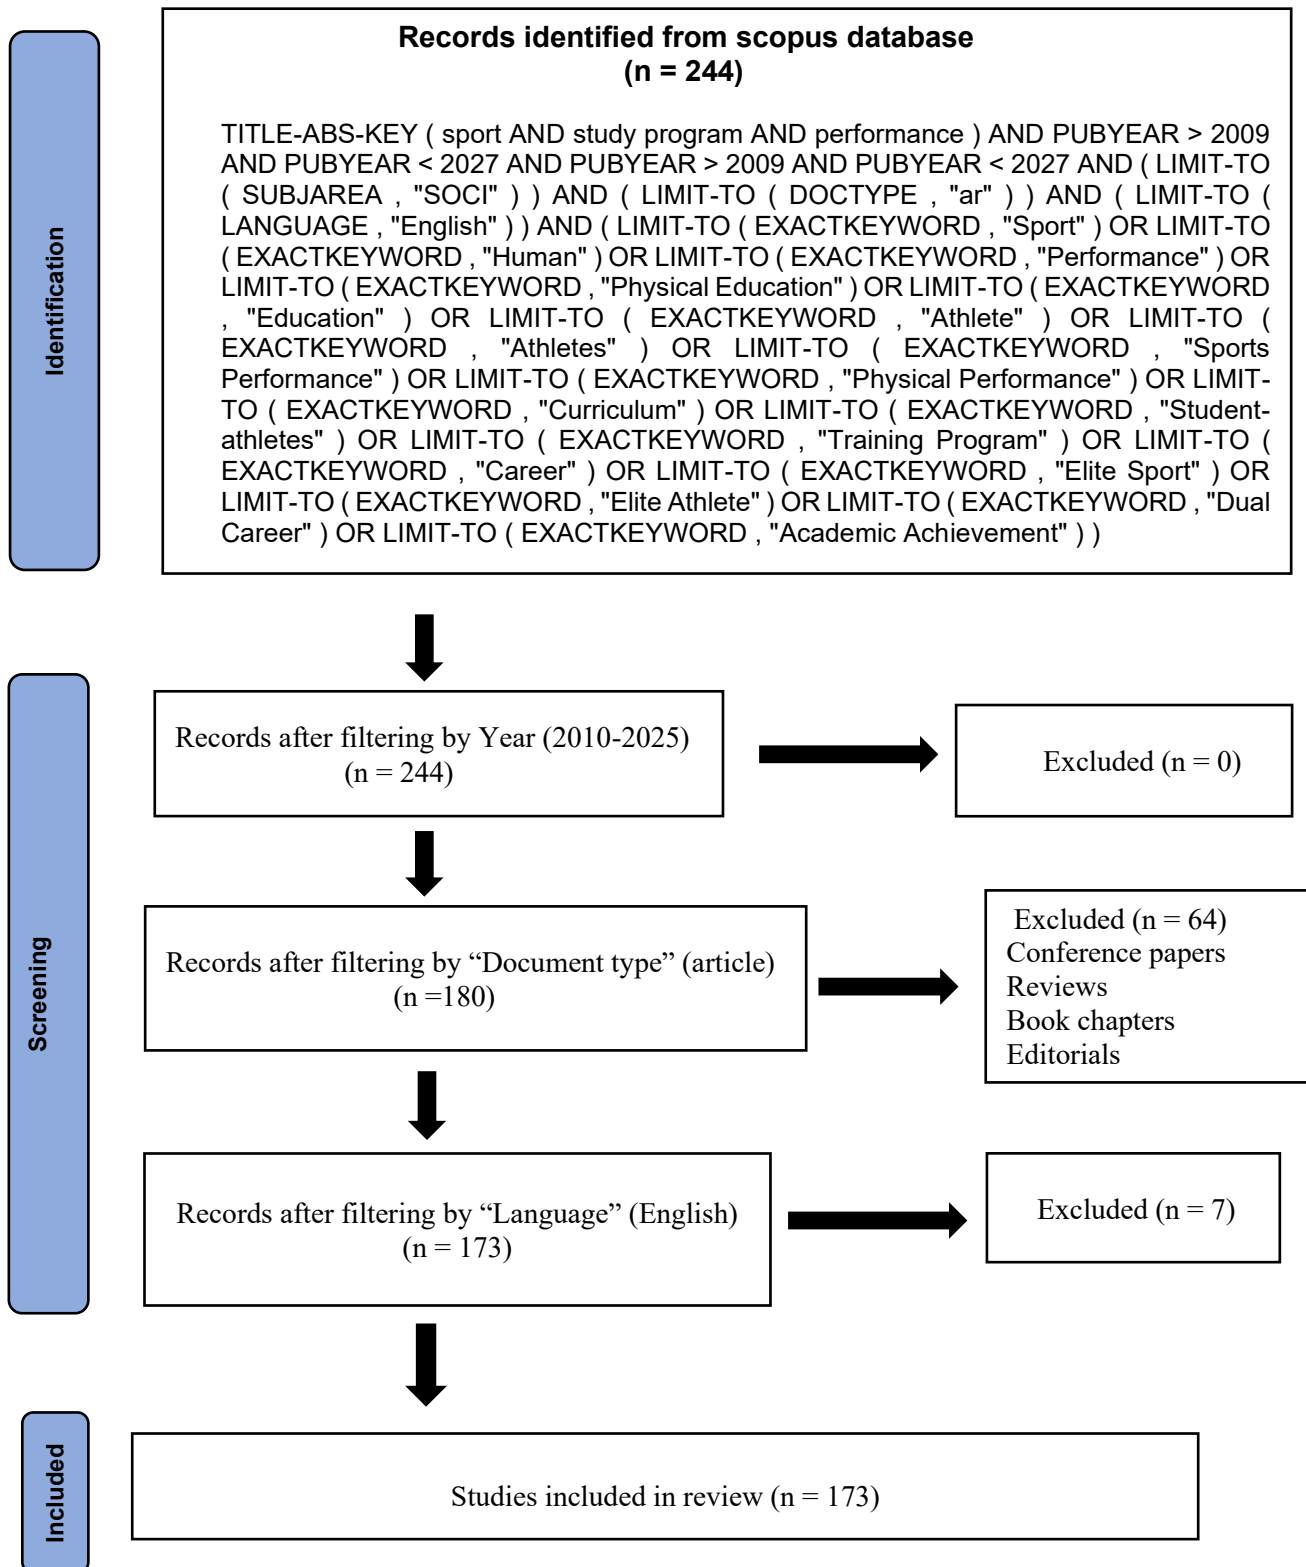 Identification
Records identified from scopus database
(n = 244)
TITLE-ABS-KEY ( sport AND study program AND performance ) AND PUBYEAR > 2009
AND PUBYEAR < 2027 AND PUBYEAR > 2009 AND PUBYEAR < 2027 AND ( LIMIT-TO
( SUBJAREA , "SOCI" ) ) AND ( LIMIT-TO ( DOCTYPE , "ar" ) ) AND ( LIMIT-TO (
LANGUAGE , "English" ) ) AND ( LIMIT-TO ( EXACTKEYWORD , "Sport" ) OR LIMIT-TO
( EXACTKEYWORD , "Human" ) OR LIMIT-TO ( EXACTKEYWORD , "Performance" ) OR
LIMIT-TO ( EXACTKEYWORD , "Physical Education" ) OR LIMIT-TO ( EXACTKEYWORD
, "Education" ) OR LIMIT-TO ( EXACTKEYWORD , "Athlete" ) OR LIMIT-TO (
EXACTKEYWORD , "Athletes" ) OR LIMIT-TO ( EXACTKEYWORD , "Sports
Performance" ) OR LIMIT-TO ( EXACTKEYWORD , "Physical Performance" ) OR LIMIT-
TO ( EXACTKEYWORD , "Curriculum" ) OR LIMIT-TO ( EXACTKEYWORD , "Student-
athletes" ) OR LIMIT-TO ( EXACTKEYWORD , "Training Program" ) OR LIMIT-TO (
EXACTKEYWORD , "Career" ) OR LIMIT-TO ( EXACTKEYWORD , "Elite Sport" ) OR
LIMIT-TO ( EXACTKEYWORD , "Elite Athlete" ) OR LIMIT-TO ( EXACTKEYWORD , "Dual
Career" ) OR LIMIT-TO ( EXACTKEYWORD , "Academic Achievement" ) )
Screening
Records after filtering by Year (2010-2025)
(n = 244)
Excluded (n = 0)
Records after filtering by “Document type” (article)
(n =180)
Excluded (n = 64)
Conference papers
Reviews
Book chapters
Editorials
Records after filtering by “Language” (English)
(n = 173)
Excluded (n = 7)
Included
Studies included in review (n = 173)